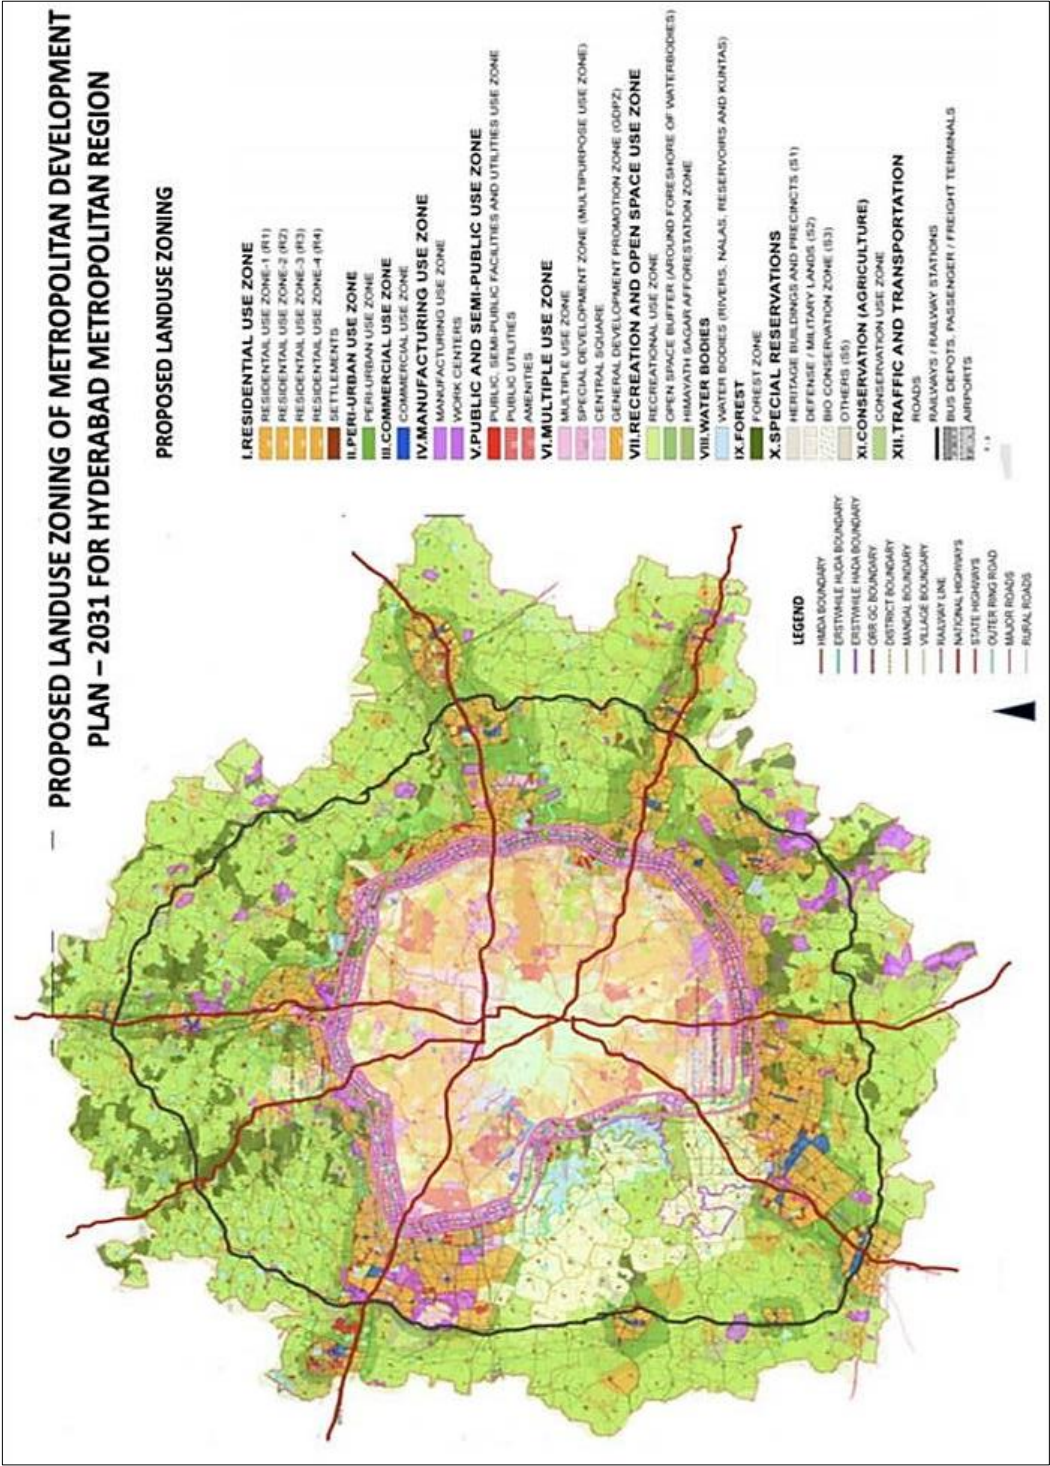 PROPOSED LANDUSE ZONING OF METROPOLITAN DEVELOPMENT
PLAN – 2031 FOR HYDERABAD METROPOLITAN REGION
PROPOSED LANDUSE ZONING
I.RESIDENTIAL USE ZONE
RESIDENTAIL USE ZONE-1 (R1)
RESIDENTAIL USE ZONE-2 (R2)
RESIDENTAIL USE ZONE-3 (R3)
RESIDENTAIL USE ZONE-4 (R4)
SETTLEMENTS
II.PERI-URBAN USE ZONE
PERI-URBAN USE ZONE
III.COMMERCIAL USE ZONE
COMMERCIAL USE ZONE
IV.MANUFACTURING USE ZONE
MANUFACTURING USE ZONE
WORK CENTERS
V.PUBLIC AND SEMI-PUBLIC USE ZONE
PUBLIC, SEMI-PUBLIC FACILITIES AND UTILITIES USE ZONE
PUBLIC UTILITIES
AMENITIES
VI.MULTIPLE USE ZONE
MULTIPLE USE ZONE
SPECIAL DEVELOPMENT ZONE (MULTIPURPOSE USE ZONE)
CENTRAL SQUARE
GENERAL DEVELOPMENT PROMOTION ZONE (GDPZ)
VII.RECREATION AND OPEN SPACE USE ZONE
RECREATIONAL USE ZONE
OPEN SPACE BUFFER (AROUND FORESHORE OF WATERBODIES)
HIMAYATH SAGAR AFFORESTATION ZONE
VIII.WATER BODIES
WATER BODIES (RIVERS, NALAS, RESERVOIRS AND KUNTAS)
IX.FOREST
FOREST ZONE
X.SPECIAL RESERVATIONS
HERITAGE BUILDINGS AND PRECINCTS (S1)
DEFENSE / MILITARY LANDS (S2)
BIO CONSERVATION ZONE (S3)
OTHERS (S5)
XI.CONSERVATION (AGRICULTURE)
CONSERVATION USE ZONE
XII.TRAFFIC AND TRANSPORTATION
ROADS
RAILWAYS / RAILWAY STATIONS
BUS DEPOTS, PASSENGER / FREIGHT TERMINALS
AIRPORTS
LEGEND
HMDA BOUNDARY
ERSTWHILE HUDA BOUNDARY
ERSTWHILE HADA BOUNDARY
ORR GC BOUNDARY
DISTRICT BOUNDARY
MANDAL BOUNDARY
VILLAGE BOUNDARY
RAILWAY LINE
NATIONAL HIGHWAYS
STATE HIGHWAYS
OUTER RING ROAD
MAJOR ROADS
RURAL ROADS